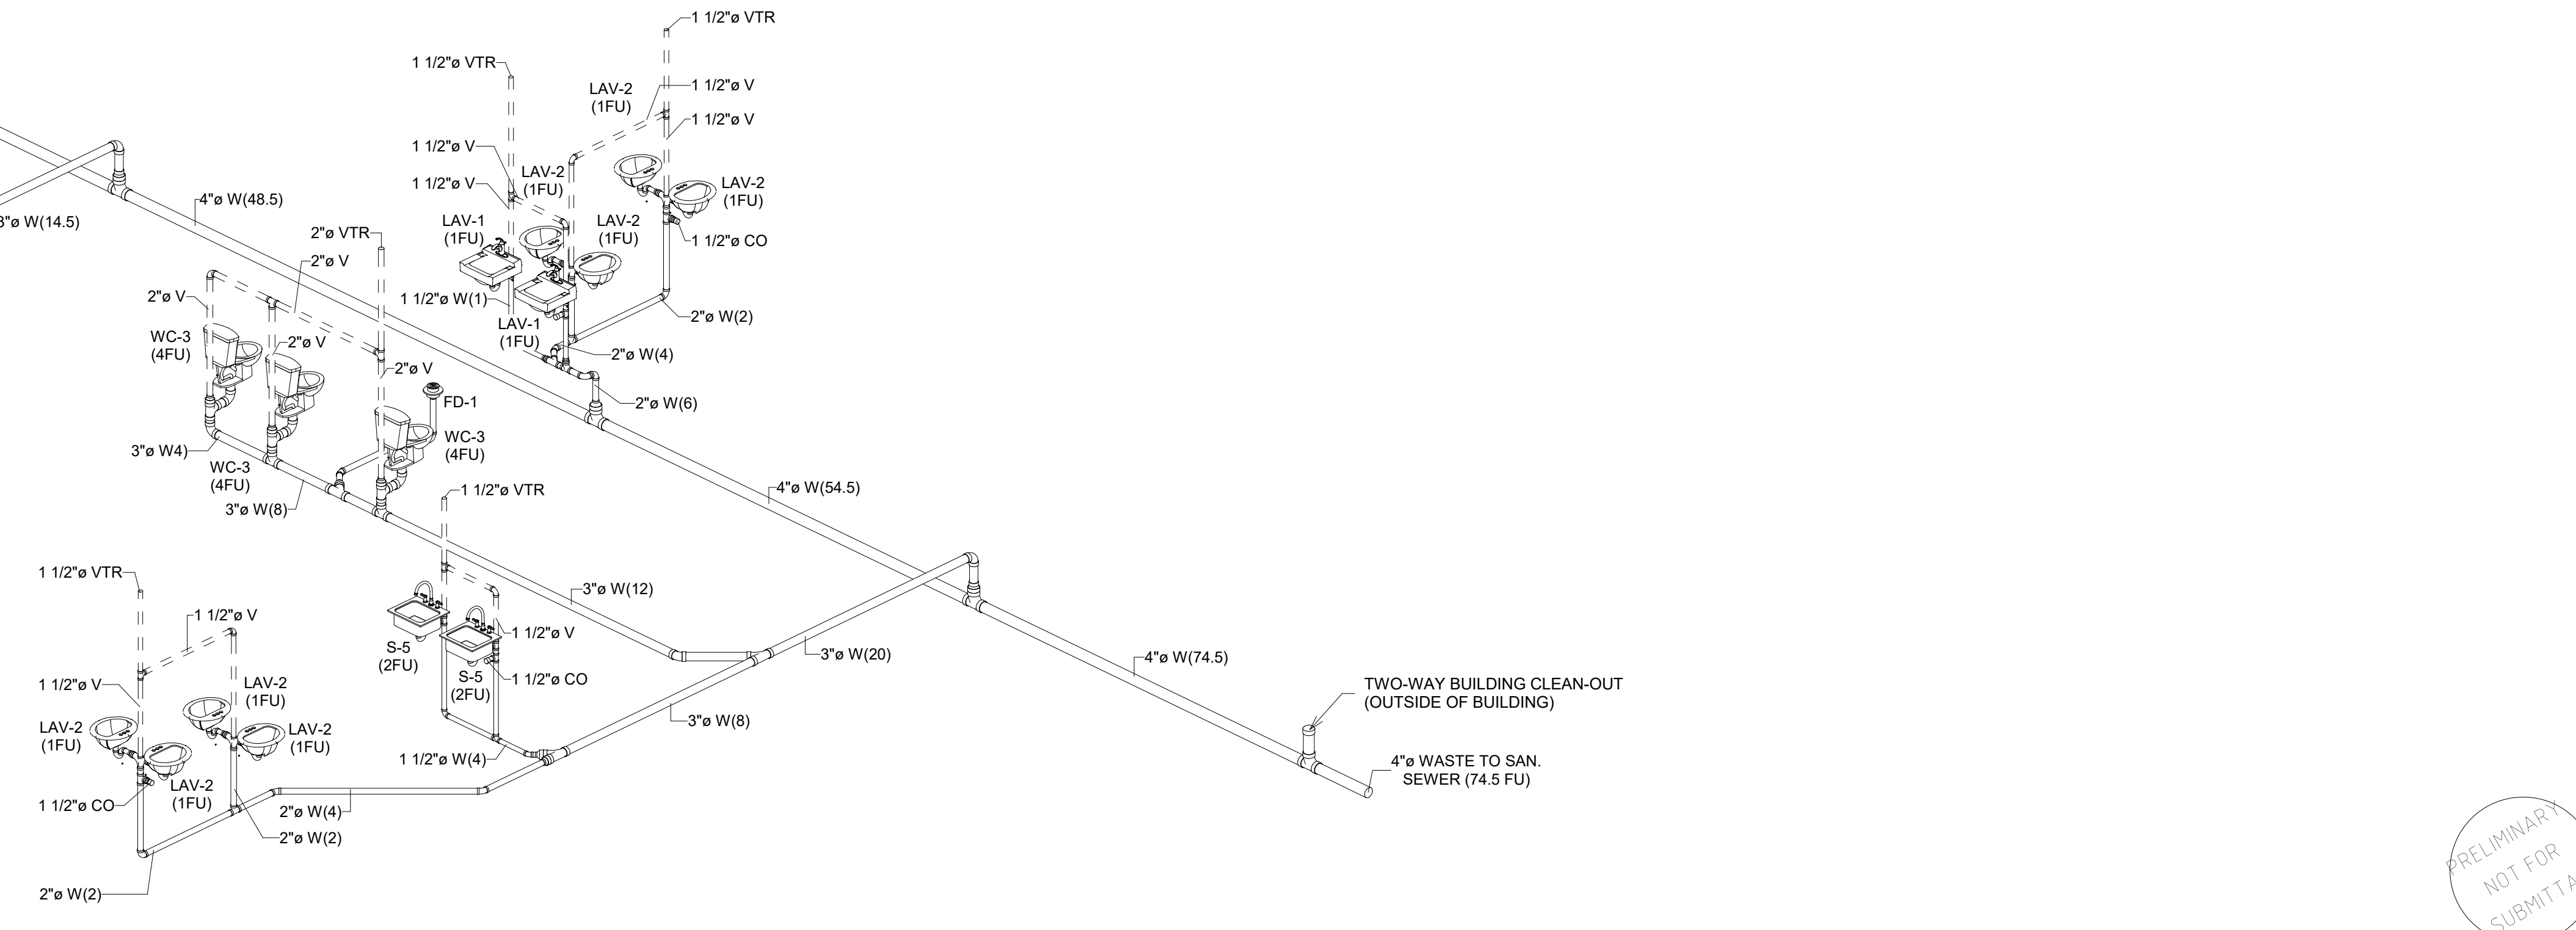 1 1/2"ø VTR
1 1/2"ø VTR
LAV-2
(1FU)
1 1/2"ø V
1 1/2"ø V
1 1/2"ø V
1 1/2"ø V
LAV-2
(1FU)
LAV-2
(1FU)
4"ø W(48.5)
3"ø W(14.5)
LAV-1
(1FU)
LAV-2
(1FU)
1 1/2"ø CO
2"ø VTR
2"ø V
2"ø V
1 1/2"ø W(1)
LAV-1
(1FU)
2"ø W(2)
WC-3
(4FU)
2"ø V
2"ø W(4)
2"ø V
FD-1
2"ø W(6)
3"ø W4)
WC-3
(4FU)
WC-3
(4FU)
3"ø W(8)
1 1/2"ø VTR
4"ø W(54.5)
1 1/2"ø VTR
3"ø W(12)
1 1/2"ø V
1 1/2"ø V
S-5
(2FU)
S-5
(2FU)
1 1/2"ø CO
3"ø W(20)
4"ø W(74.5)
1 1/2"ø V
LAV-2
(1FU)
LAV-2
(1FU)
LAV-2
(1FU)
LAV-2
(1FU)
3"ø W(8)
TWO-WAY BUILDING CLEAN-OUT
(OUTSIDE OF BUILDING)
1 1/2"ø W(4)
4"ø WASTE TO SAN.
SEWER (74.5 FU)
1 1/2"ø CO
2"ø W(4)
2"ø W(2)
2"ø W(2)
PRELIMINARY
NOT FOR
SUBMITTA